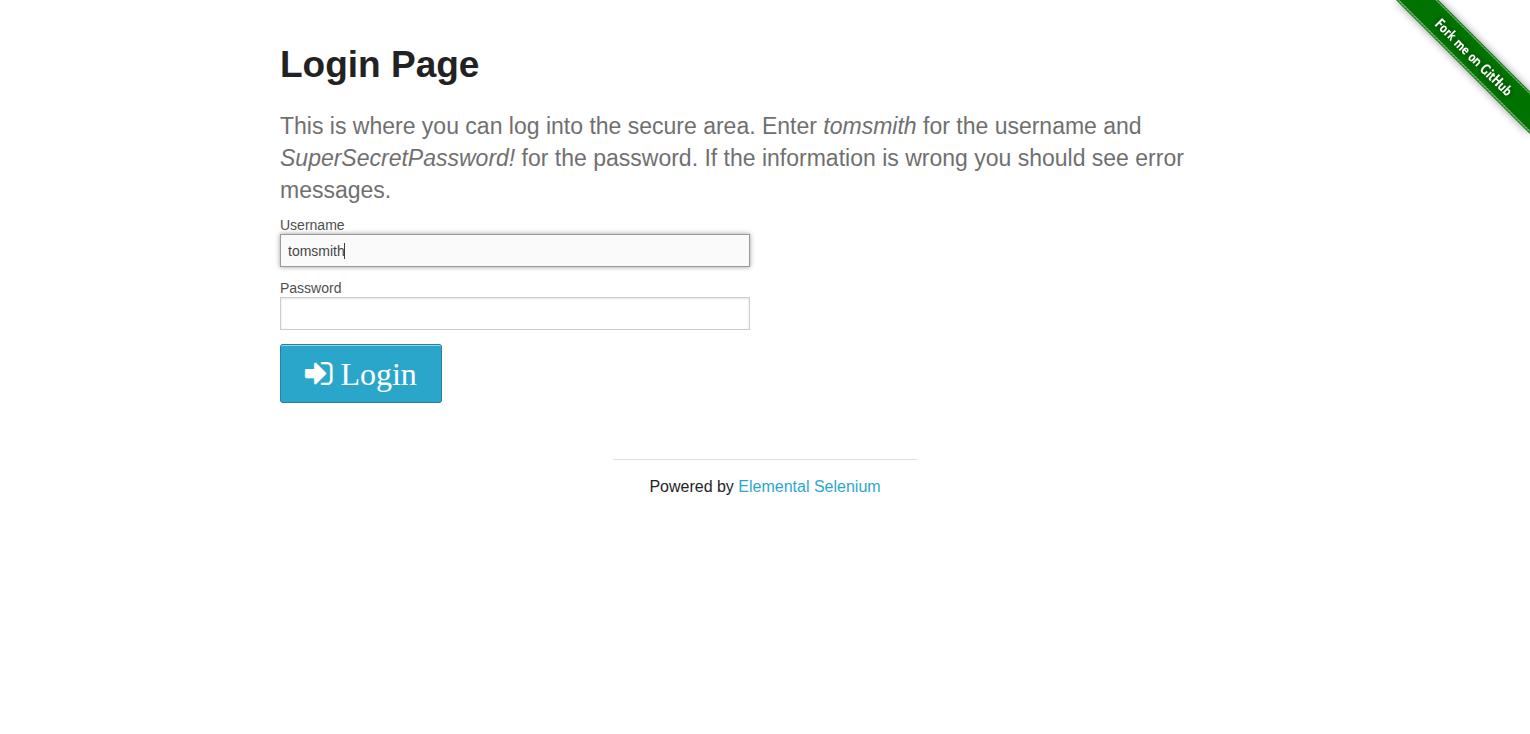 Fork me on GitHub
Login Page
This is where you can log into the secure area. Enter tomsmith for the username and
SuperSecretPassword! for the password. If the information is wrong you should see error
messages.
Username
tomsmith
Password
Login
Powered by Elemental Selenium